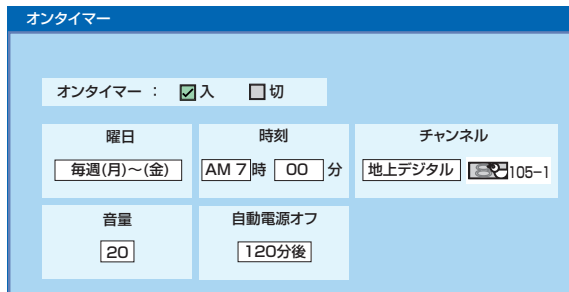 オンタイマー
オンタイマー ： 入 切
曜日 時刻 チャンネル
毎週(月)～(金) AM 7時 00 分 地上デジタル 105-1
音量 自動電源オフ
20 120分後